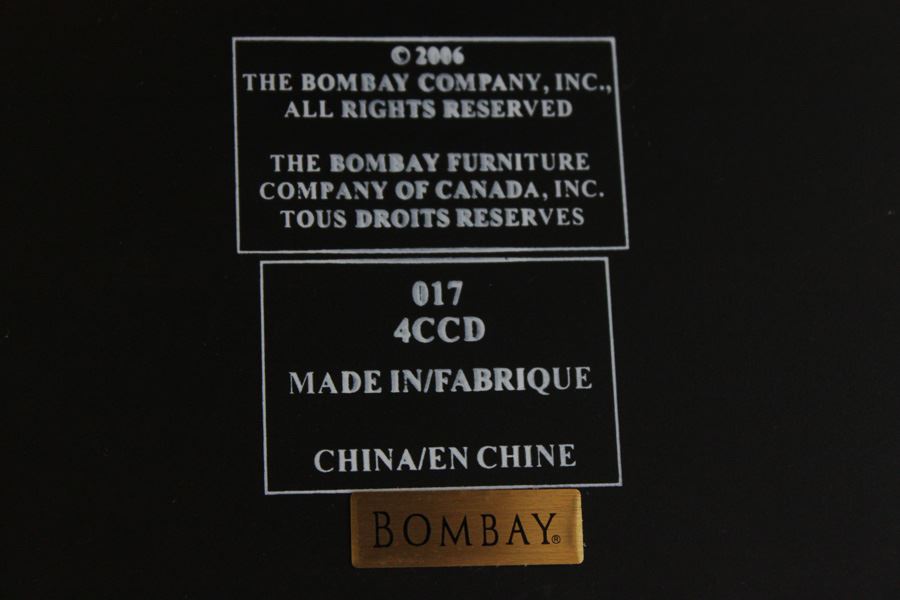 © 2006
THE BOMBAY COMPANY, INC.,
ALL RIGHTS RESERVED
THE BOMBAY FURNITURE
COMPANY OF CANADA, INC.
TOUS DROITS RESERVES
017
4CCD
MADE IN/FABRIQUE
CHINA/EN CHINE
BOMBAY®